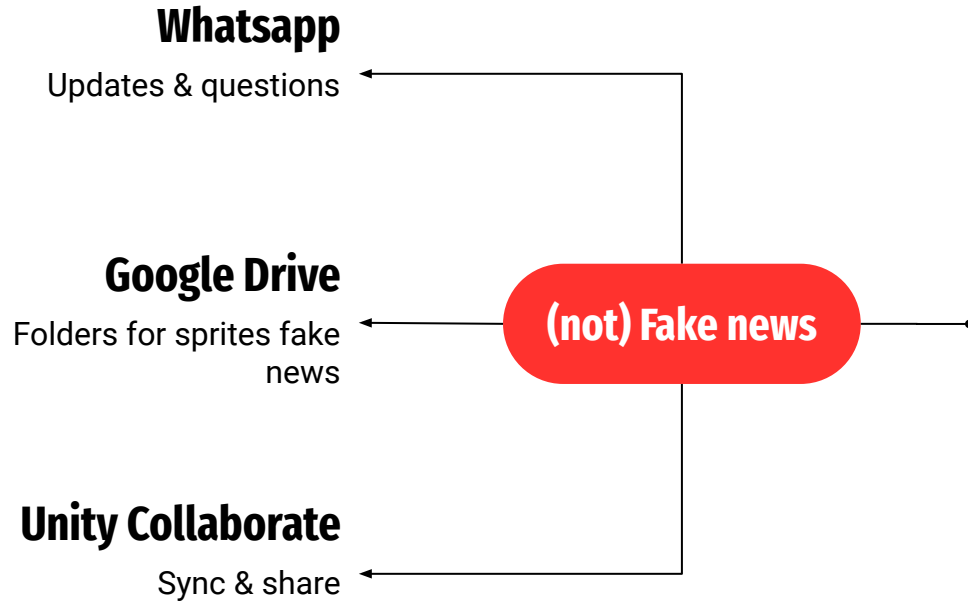 Whatsapp
Updates & questions
Google Drive
Folders for sprites fake
news
(not) Fake news
Unity Collaborate
Sync & share